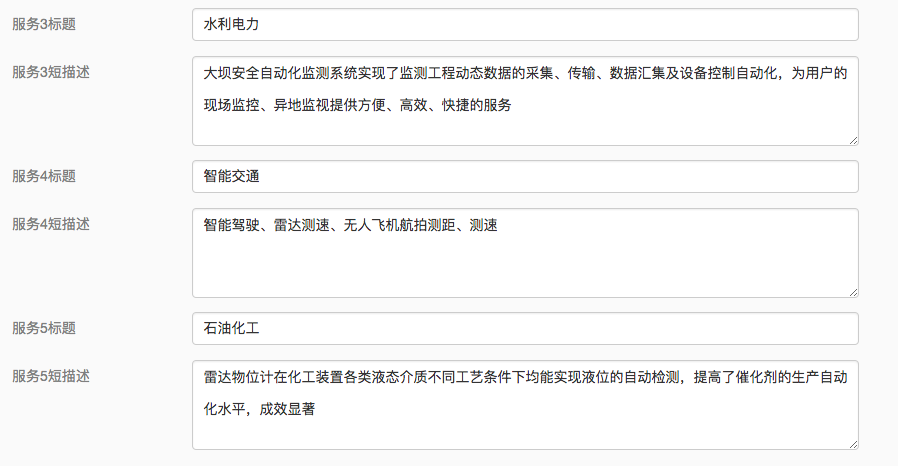 服务3标题
水利电力
服务3短描述
大坝安全自动化监测系统实现了监测工程动态数据的采集、传输、数据汇集及设备控制自动化，为用户的
现场监控、异地监视提供方便、高效、快捷的服务
服务4标题
智能交通
服务4短描述
智能驾驶、雷达测速、无人飞机航拍测距、测速
服务5标题
石油化工
服务5短描述
雷达物位计在化工装置各类液态介质不同工艺条件下均能实现液位的自动检测，提高了催化剂的生产自动
化水平，成效显著